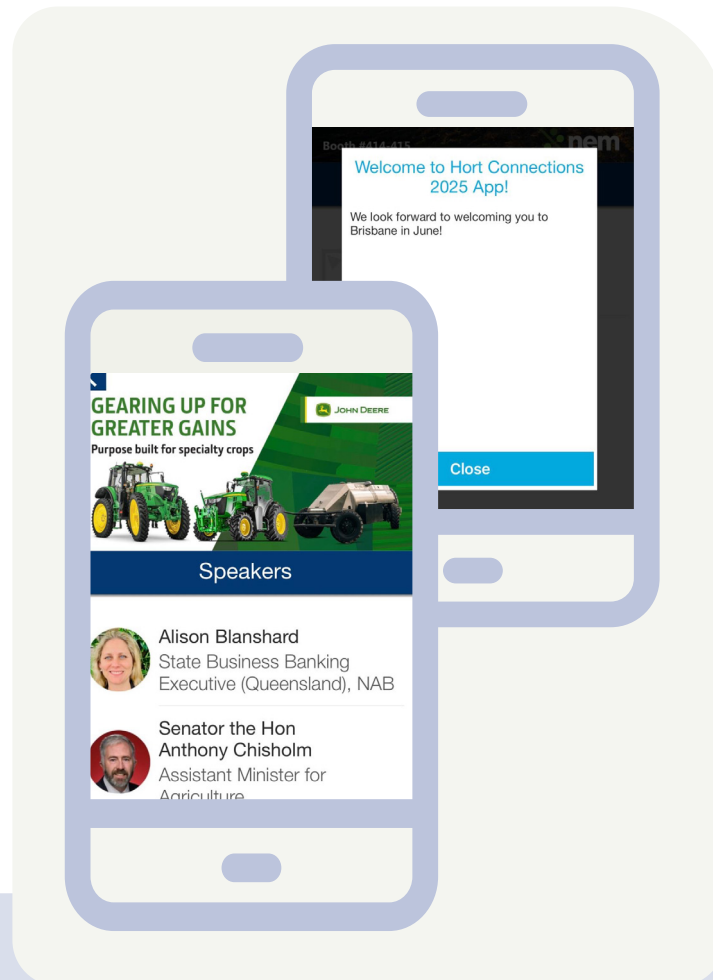 Booth #414-415
nem
Welcome to Hort Connections
2025 App!
We look forward to welcoming you to
Brisbane in June!
Close
GEARING UP FOR
GREATER GAINS
Purpose built for specialty crops
JOHN DEERE
Speakers
Alison Blanshard
State Business Banking
Executive (Queensland), NAB
Senator the Hon
Anthony Chisholm
Assistant Minister for
Agriculture